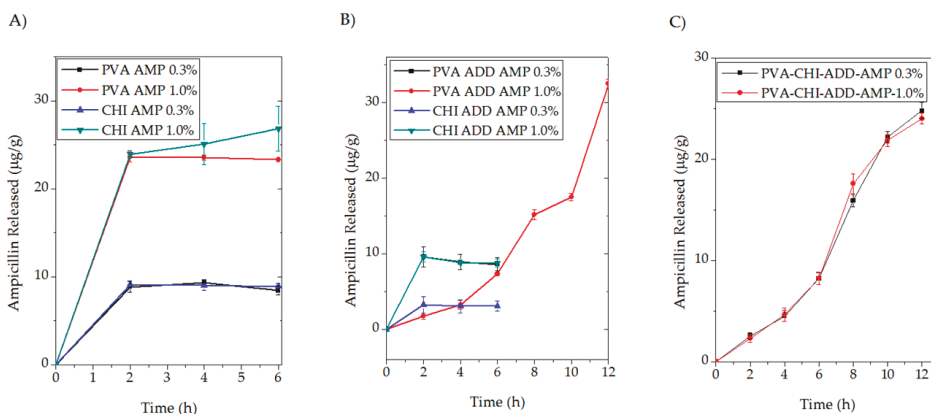 A)
PVA AMP 0.3%
PVA AMP 1.0%
CHI AMP 0.3%
CHI AMP 1.0%
Ampicillin Released (µg/g)
30
20
10
0
0 1 2 3 4 5 6
Time (h)
B)
PVA ADD AMP 0.3%
PVA ADD AMP 1.0%
CHI ADD AMP 0.3%
CHI ADD AMP 1.0%
Ampicillin Released (µg/g)
30
20
10
0
0 2 4 6 8 10 12
Time (h)
C)
PVA-CHI-ADD-AMP 0.3%
PVA-CHI-ADD-AMP-1.0%
Ampicillin Released (µg/g)
30
20
10
0
0 2 4 6 8 10 12
Time (h)